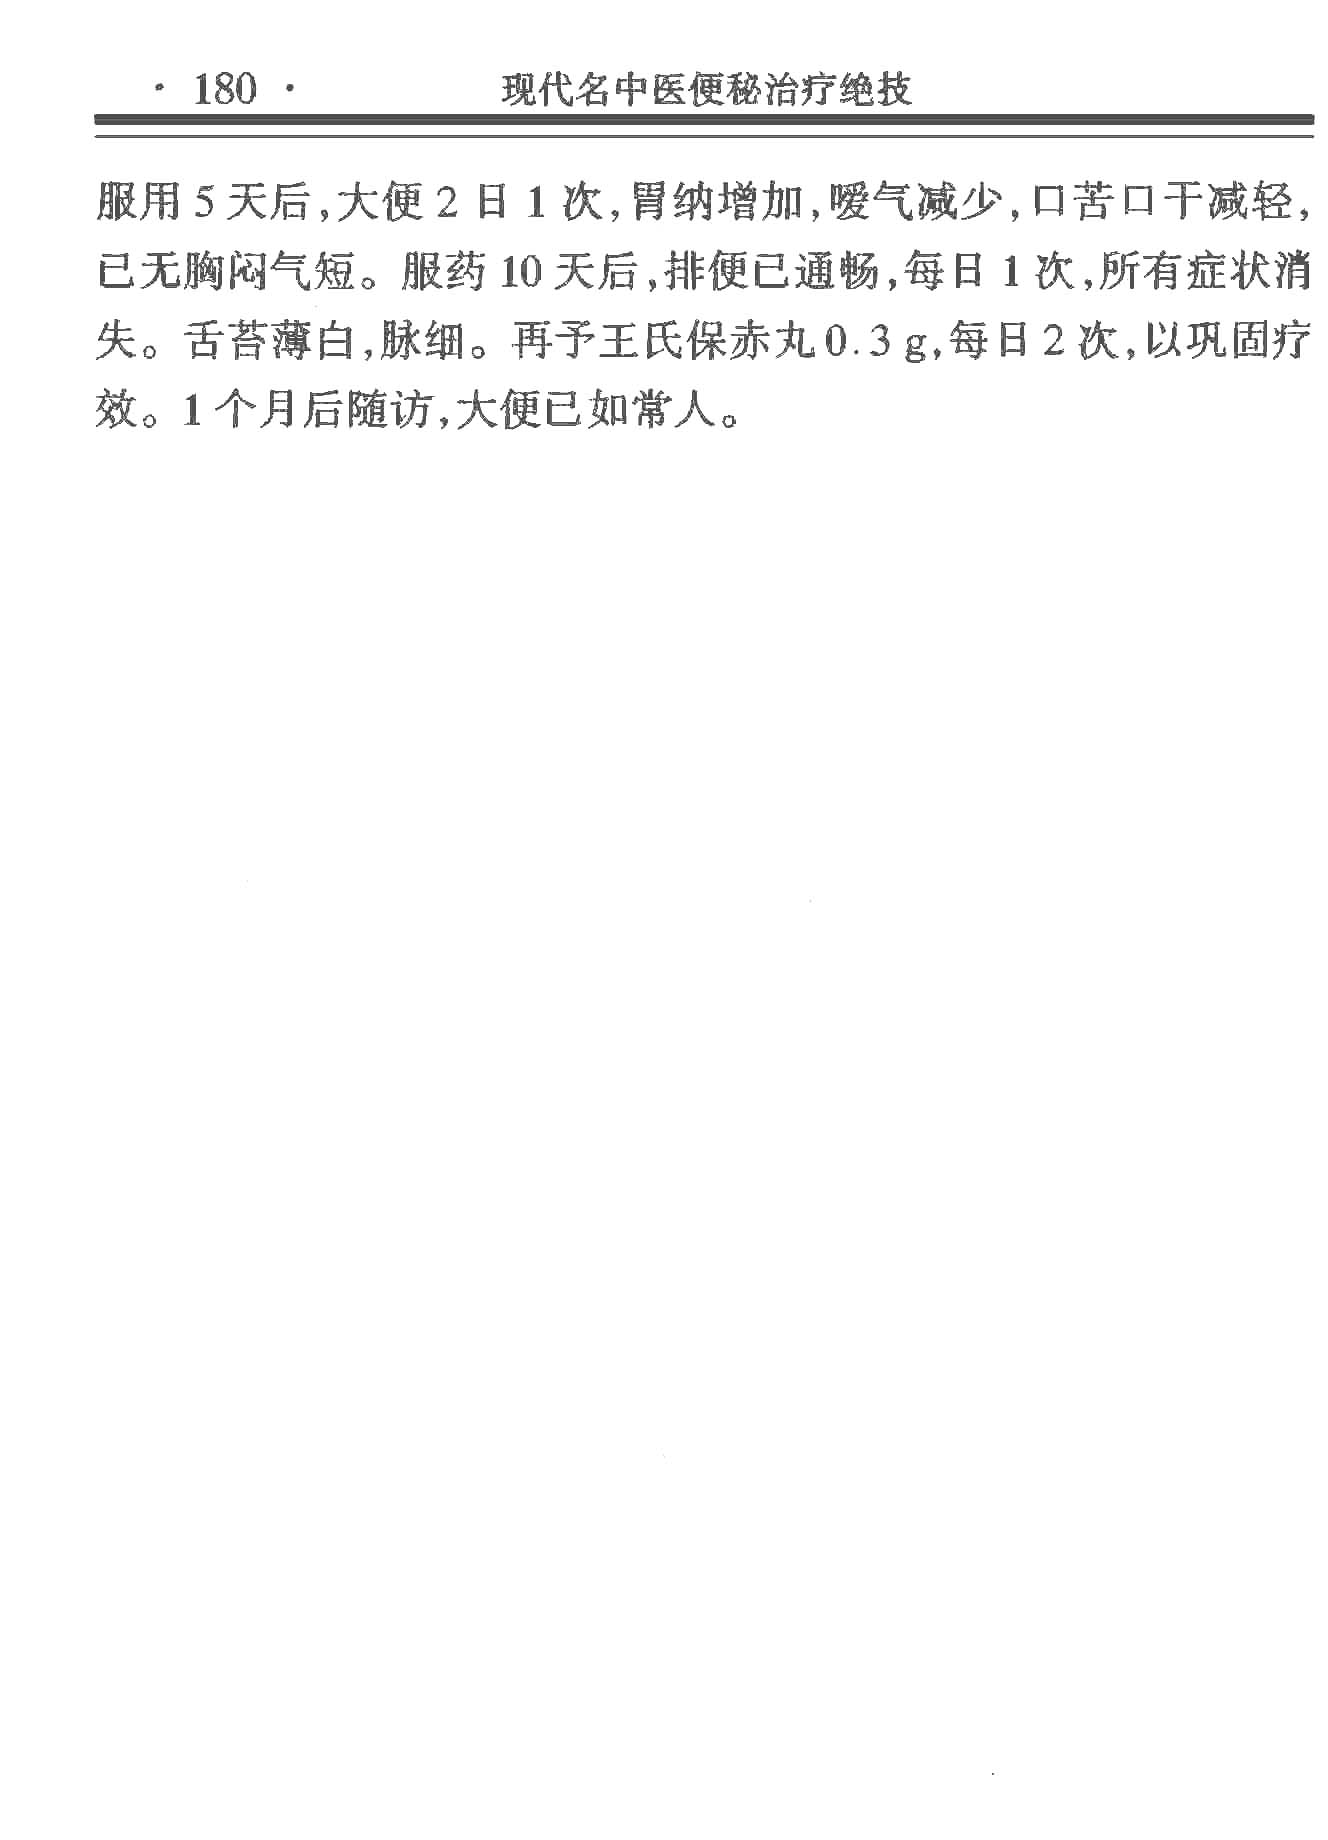 · 180 · 现代名中医便秘治疗绝技
服用 5 天后,大便 2 日 1 次,胃纳增加,嗳气减少,口苦口干减轻,
已无胸闷气短。服药 10 天后,排便已通畅,每日 1 次,所有症状消
失。舌苔薄白,脉细。再予王氏保赤丸 0.3 g,每日 2 次,以巩固疗
效。1 个月后随访,大便已如常人。